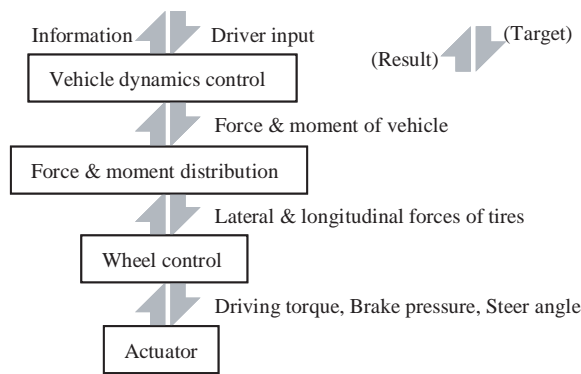 Information
Driver input
(Target)
(Result)
Vehicle dynamics control
Force & moment of vehicle
Force & moment distribution
Lateral & longitudinal forces of tires
Wheel control
Driving torque, Brake pressure, Steer angle
Actuator